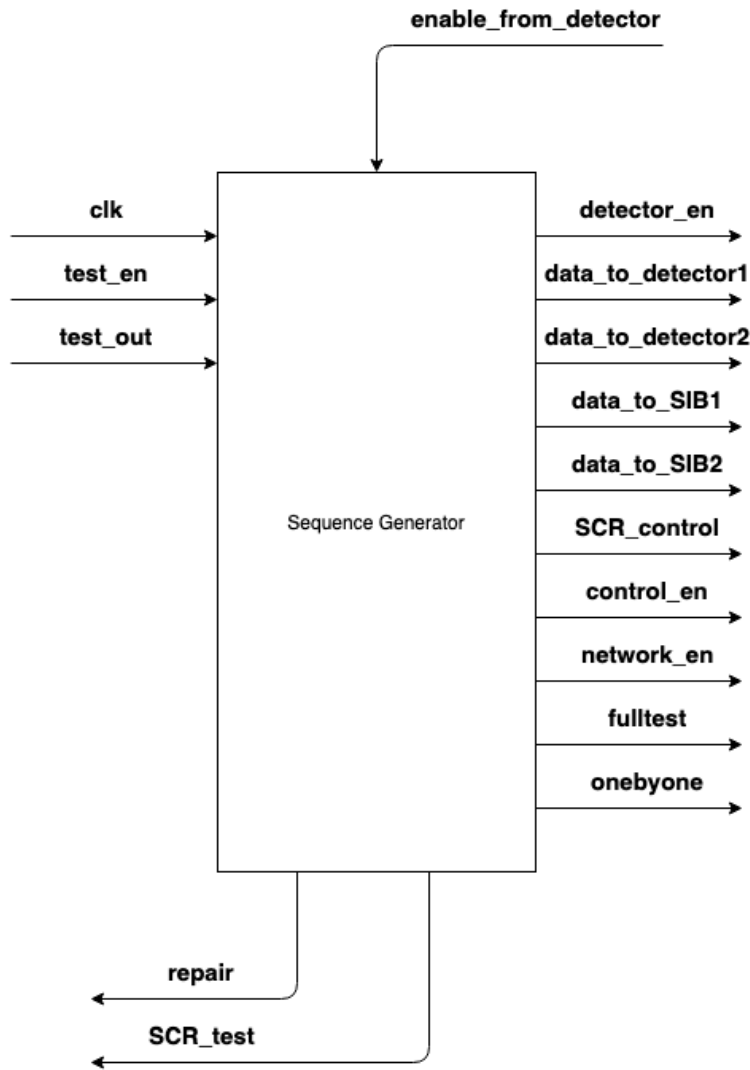 enable_from_detector
clk
detector_en
test_en
data_to_detector1
test_out
data_to_detector2
data_to_SIB1
data_to_SIB2
Sequence Generator
SCR_control
control_en
network_en
fulltest
onebyone
repair
SCR_test